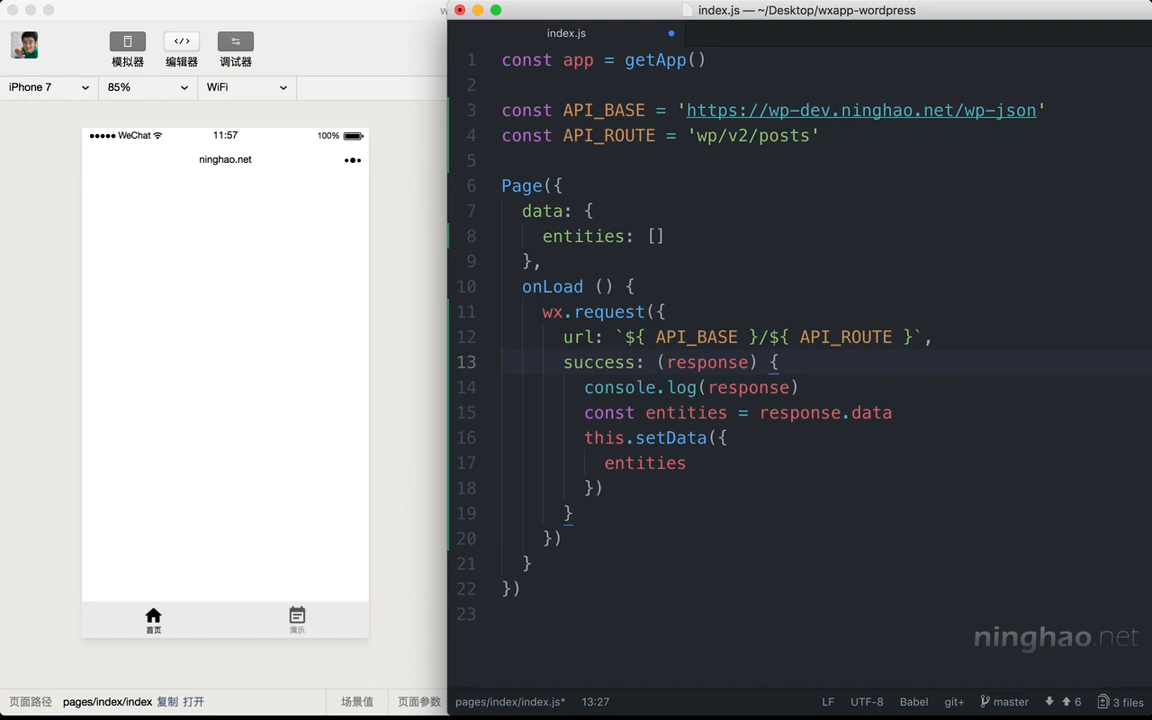 index.js — ~/Desktop/wxapp-wordpress
模拟器 编辑器 调试器
iPhone 7 85% WiFi
WeChat 11:57 100%
ninghao.net
首页 演示
页面路径 pages/index/index 复制 打开 场景值 页面参数
index.js
1 const app = getApp()
2
3 const API_BASE = 'https://wp-dev.ninghao.net/wp-json'
4 const API_ROUTE = 'wp/v2/posts'
5
6 Page({
7 data: {
8 entities: []
9 },
10 onLoad () {
11 wx.request({
12 url: `${ API_BASE }/${ API_ROUTE }`,
13 success: (response) {
14 console.log(response)
15 const entities = response.data
16 this.setData({
17 entities
18 })
19 }
20 })
21 }
22 })
23
ninghao.net
pages/index/index.js* 13:27 LF UTF-8 Babel git+ master 6 3 files